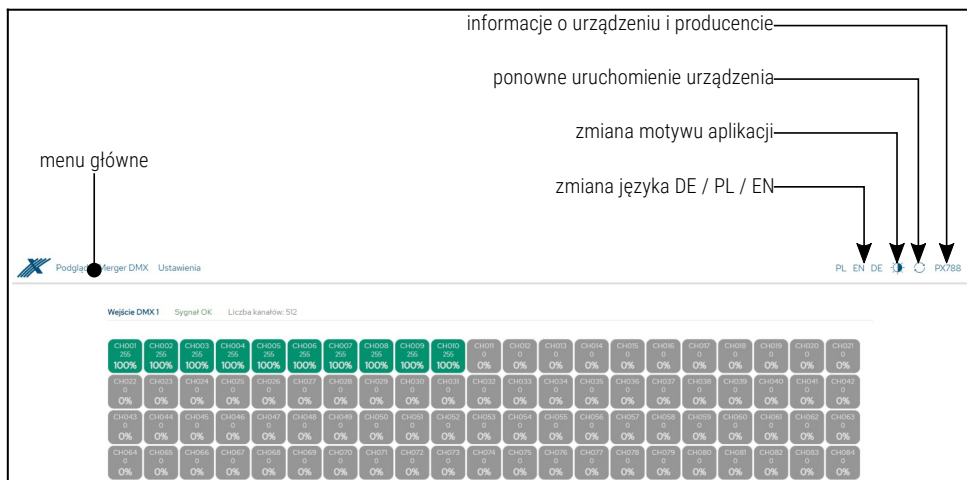 informacje o urządzeniu i producencie
ponowne uruchomienie urządzenia
zmiana motywu aplikacji
menu główne
zmiana języka DE / PL / EN
Podgląd Merger DMX Ustawienia
PL EN DE PX788
Wejście DMX 1 Sygnał OK Liczba kanałów: 512
CH001 CH002 CH003 CH004 CH005 CH006 CH007 CH008 CH009 CH010 CH011 CH012 CH013 CH014 CH015 CH016 CH017 CH018 CH019 CH020 CH021
255 255 255 255 255 255 255 255 255 255 0 0 0 0 0 0 0 0 0 0 0
100% 100% 100% 100% 100% 100% 100% 100% 100% 100% 0% 0% 0% 0% 0% 0% 0% 0% 0% 0% 0%
CH022 CH023 CH024 CH025 CH026 CH027 CH028 CH029 CH030 CH031 CH032 CH033 CH034 CH035 CH036 CH037 CH038 CH039 CH040 CH041 CH042
0 0 0 0 0 0 0 0 0 0 0 0 0 0 0 0 0 0 0 0 0
0% 0% 0% 0% 0% 0% 0% 0% 0% 0% 0% 0% 0% 0% 0% 0% 0% 0% 0% 0% 0%
CH043 CH044 CH045 CH046 CH047 CH048 CH049 CH050 CH051 CH052 CH053 CH054 CH055 CH056 CH057 CH058 CH059 CH060 CH061 CH062 CH063
0 0 0 0 0 0 0 0 0 0 0 0 0 0 0 0 0 0 0 0 0
0% 0% 0% 0% 0% 0% 0% 0% 0% 0% 0% 0% 0% 0% 0% 0% 0% 0% 0% 0% 0%
CH064 CH065 CH066 CH067 CH068 CH069 CH070 CH071 CH072 CH073 CH074 CH075 CH076 CH077 CH078 CH079 CH080 CH081 CH082 CH083 CH084
0 0 0 0 0 0 0 0 0 0 0 0 0 0 0 0 0 0 0 0 0
0% 0% 0% 0% 0% 0% 0% 0% 0% 0% 0% 0% 0% 0% 0% 0% 0% 0% 0% 0% 0%